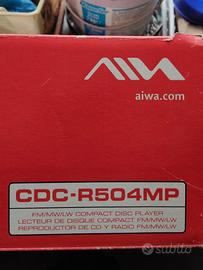 aiwa
aiwa.com
CDC-R504MP
FM/MW/LW COMPACT DISC PLAYER
LECTEUR DE DISQUE COMPACT FM/MW/LW
REPRODUCTOR DE CD Y RADIO FM/MW/LW
Subito